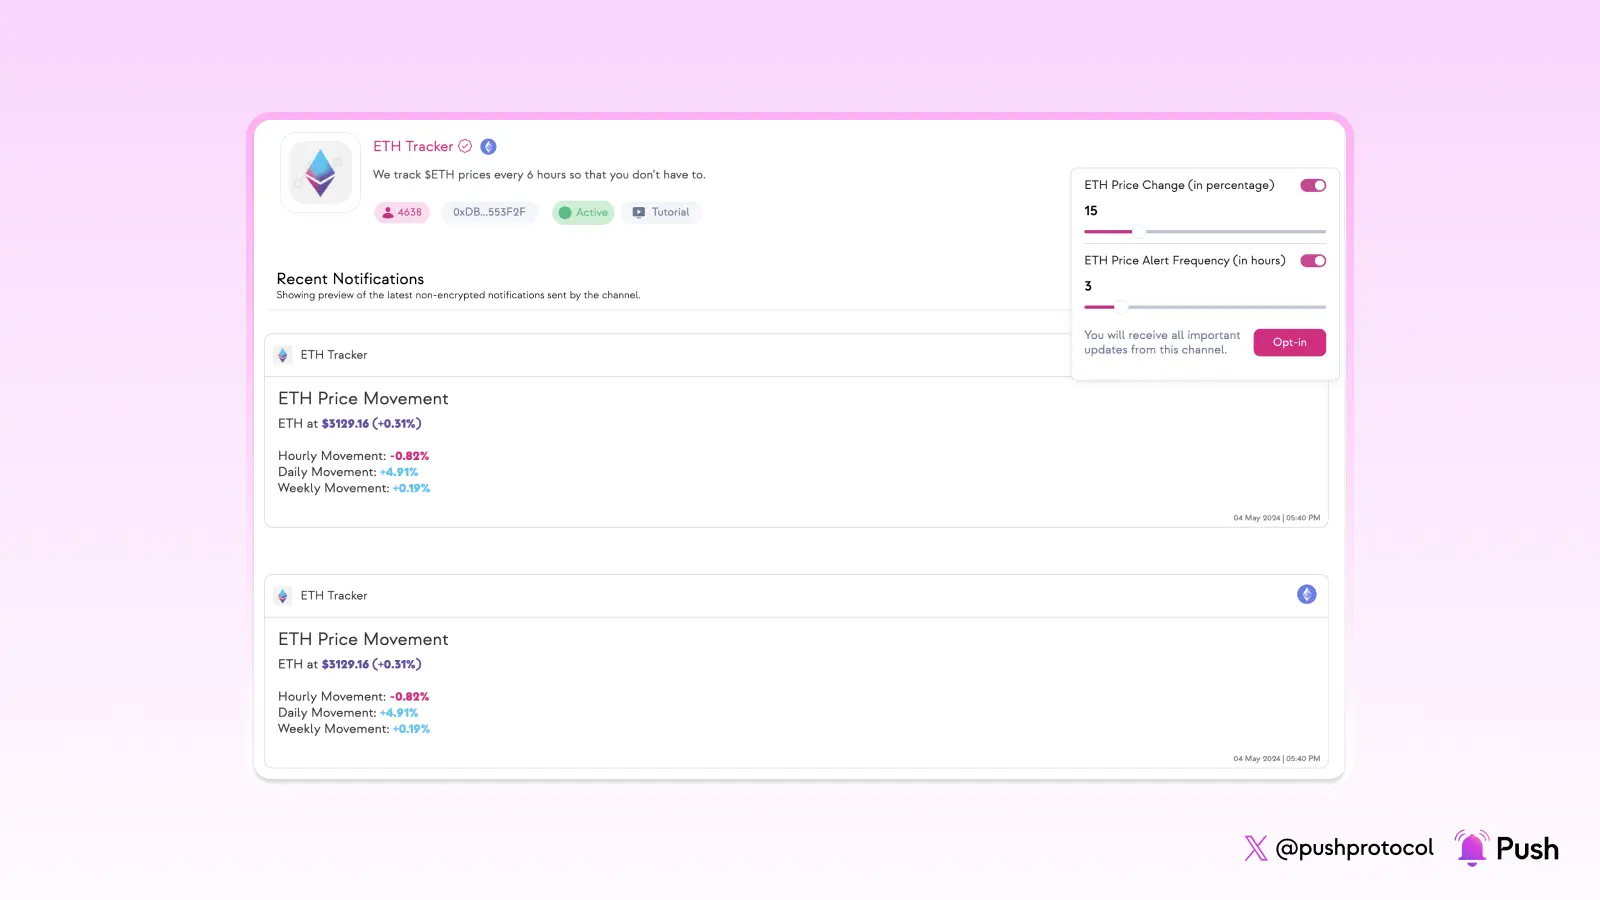 ETH Tracker
We track $ETH prices every 6 hours so that you don't have to.
4638 0xDB...553F2F Active Tutorial
ETH Price Change (in percentage)
15
ETH Price Alert Frequency (in hours)
3
You will receive all important
updates from this channel.
Opt-in
Recent Notifications
Showing preview of the latest non-encrypted notifications sent by the channel.
ETH Tracker
ETH Price Movement
ETH at $3129.16 (+0.31%)
Hourly Movement: -0.82%
Daily Movement: +4.91%
Weekly Movement: +0.19%
04 May 2024 | 05:40 PM
ETH Tracker
ETH Price Movement
ETH at $3129.16 (+0.31%)
Hourly Movement: -0.82%
Daily Movement: +4.91%
Weekly Movement: +0.19%
04 May 2024 | 05:40 PM
@pushprotocol Push